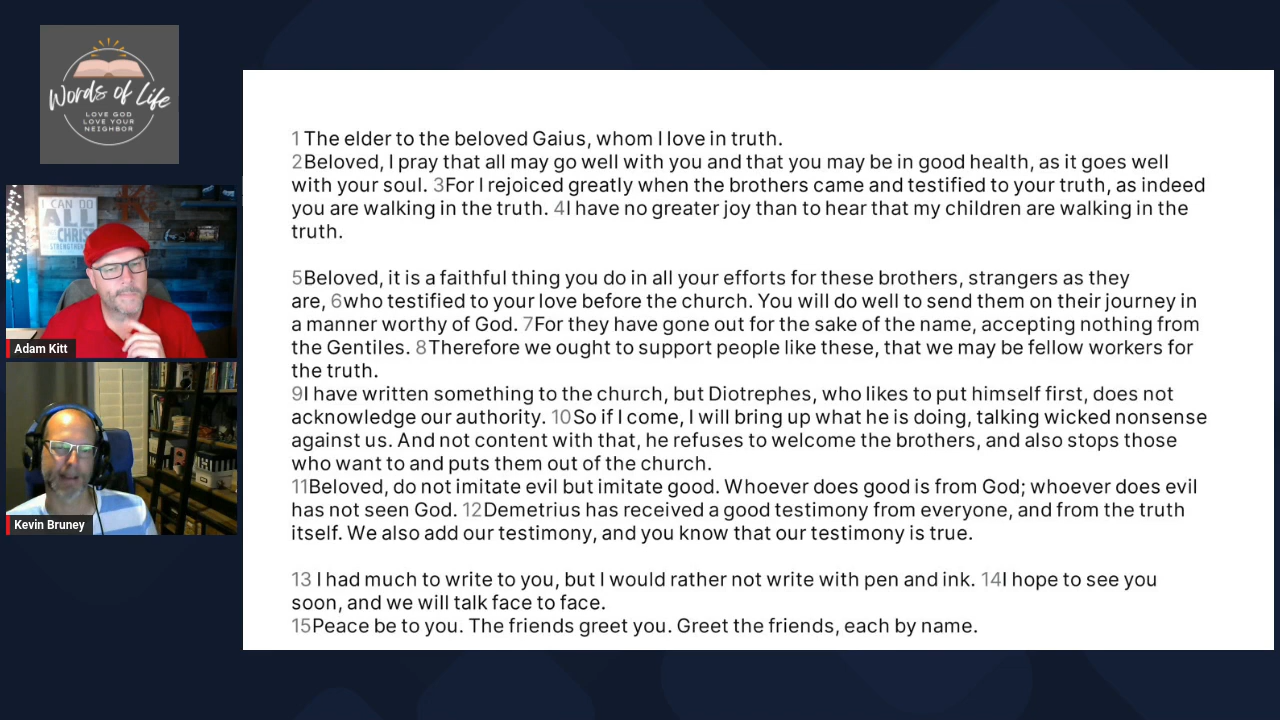 Words of Life
LOVE GOD
LOVE YOUR
NEIGHBOR
I CAN DO
ALL
CHRIST
STRENGTHENS
Adam Kitt
Kevin Bruney
1 The elder to the beloved Gaius, whom I love in truth.
2Beloved, I pray that all may go well with you and that you may be in good health, as it goes well
with your soul. 3For I rejoiced greatly when the brothers came and testified to your truth, as indeed
you are walking in the truth. 4I have no greater joy than to hear that my children are walking in the
truth.
5Beloved, it is a faithful thing you do in all your efforts for these brothers, strangers as they
are, 6who testified to your love before the church. You will do well to send them on their journey in
a manner worthy of God. 7For they have gone out for the sake of the name, accepting nothing from
the Gentiles. 8Therefore we ought to support people like these, that we may be fellow workers for
the truth.
9I have written something to the church, but Diotrephes, who likes to put himself first, does not
acknowledge our authority. 10So if I come, I will bring up what he is doing, talking wicked nonsense
against us. And not content with that, he refuses to welcome the brothers, and also stops those
who want to and puts them out of the church.
11Beloved, do not imitate evil but imitate good. Whoever does good is from God; whoever does evil
has not seen God. 12Demetrius has received a good testimony from everyone, and from the truth
itself. We also add our testimony, and you know that our testimony is true.
13 I had much to write to you, but I would rather not write with pen and ink. 14I hope to see you
soon, and we will talk face to face.
15Peace be to you. The friends greet you. Greet the friends, each by name.